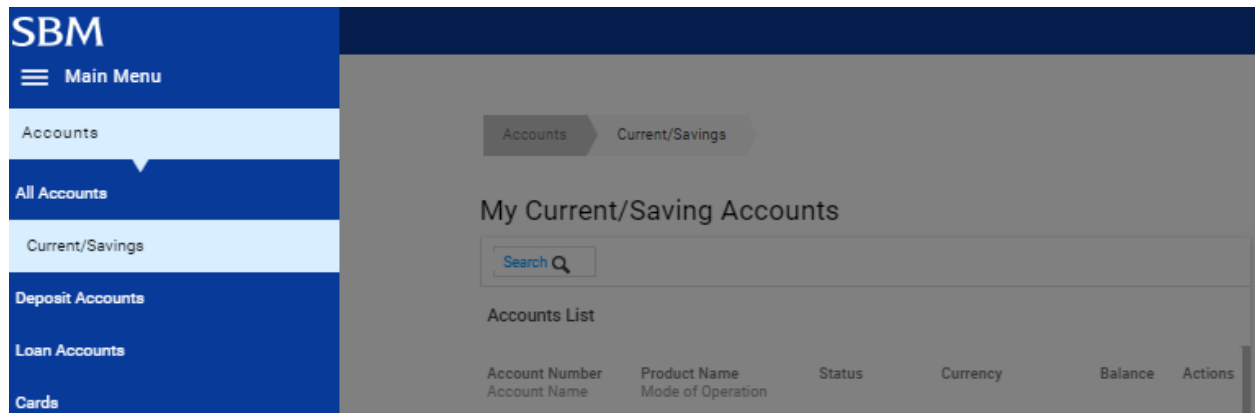 SBM
Main Menu
Accounts
All Accounts
Current/Savings
Deposit Accounts
Loan Accounts
Cards
Accounts Current/Savings
My Current/Saving Accounts
Search
Accounts List
Account Number Product Name Status Currency Balance Actions
Account Name Mode of Operation